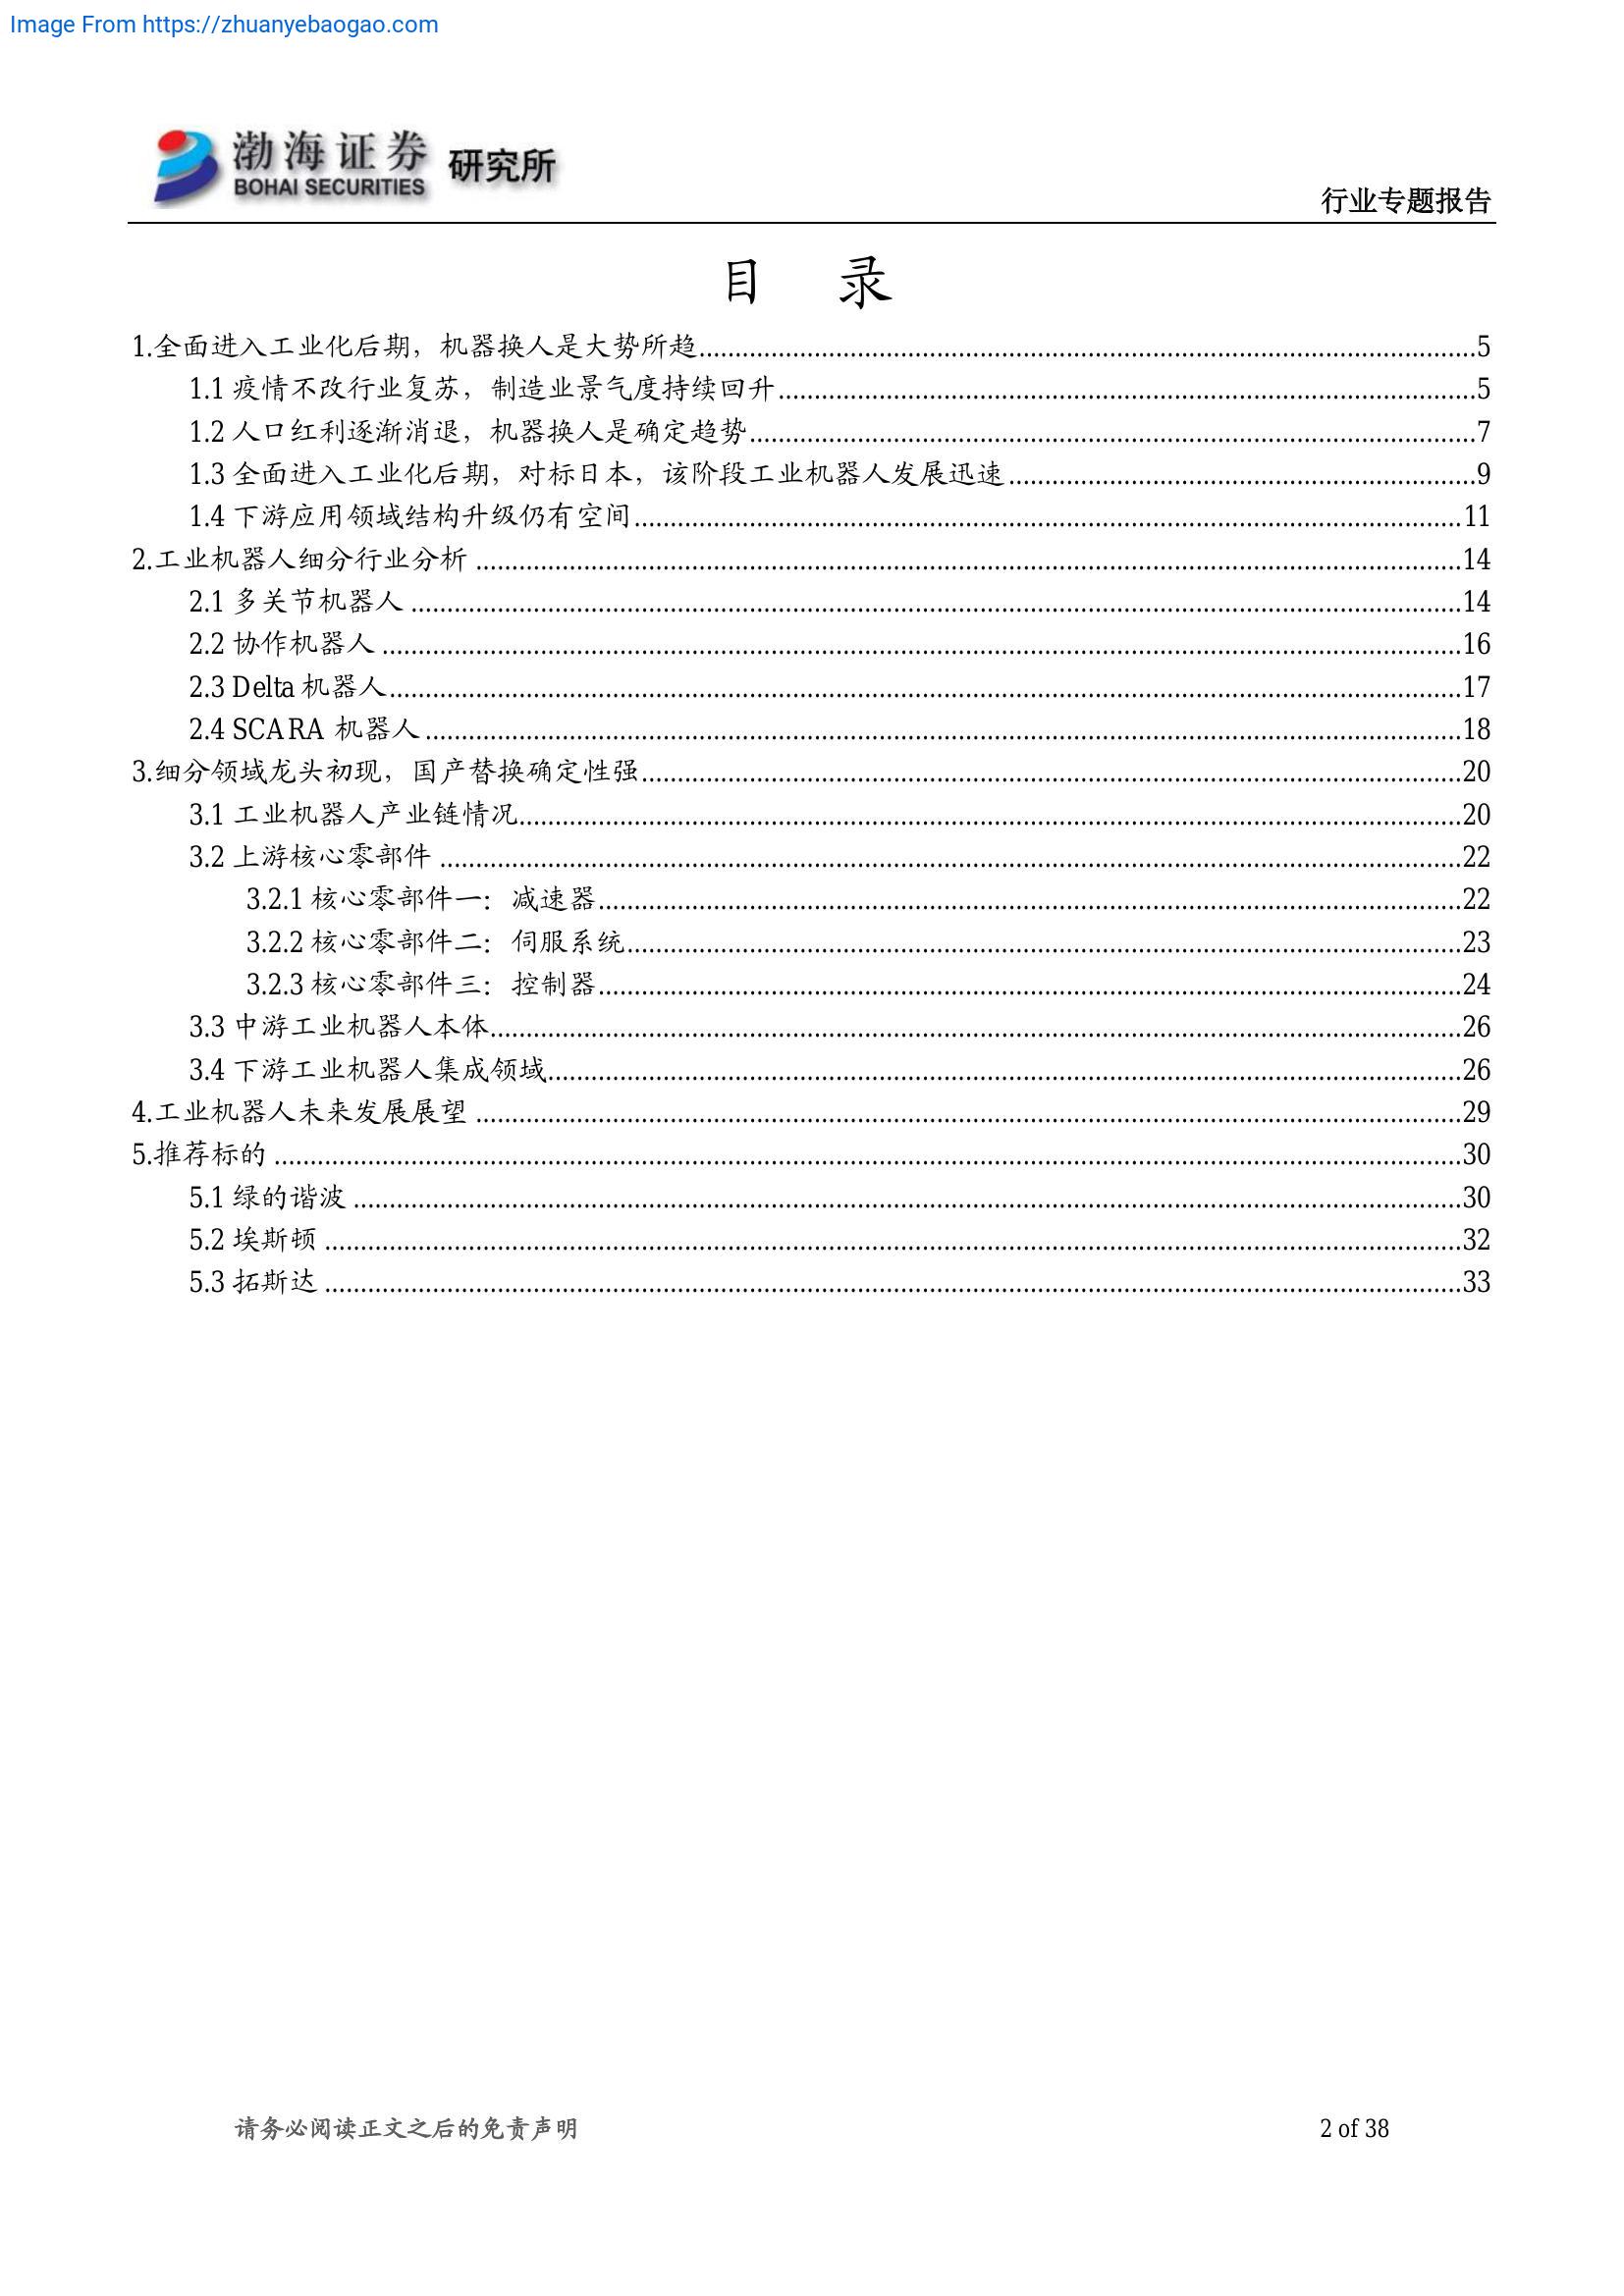 Image From https://zhuanyebaogao.com
渤海证券 研究所
BOHAI SECURITIES
行业专题报告
目 录
1.全面进入工业化后期，机器换人是大势所趋........5
1.1 疫情不改行业复苏，制造业景气度持续回升........5
1.2 人口红利逐渐消退，机器换人是确定趋势........7
1.3 全面进入工业化后期，对标日本，该阶段工业机器人发展迅速........9
1.4 下游应用领域结构升级仍有空间........11
2.工业机器人细分行业分析........14
2.1 多关节机器人........14
2.2 协作机器人........16
2.3 Delta 机器人........17
2.4 SCARA 机器人........18
3.细分领域龙头初现，国产替换确定性强........20
3.1 工业机器人产业链情况........20
3.2 上游核心零部件........22
3.2.1 核心零部件一：减速器........22
3.2.2 核心零部件二：伺服系统........23
3.2.3 核心零部件三：控制器........24
3.3 中游工业机器人本体........26
3.4 下游工业机器人集成领域........26
4.工业机器人未来发展展望........29
5.推荐标的........30
5.1 绿的谐波........30
5.2 埃斯顿........32
5.3 拓斯达........33
请务必阅读正文之后的免责声明 2 of 38